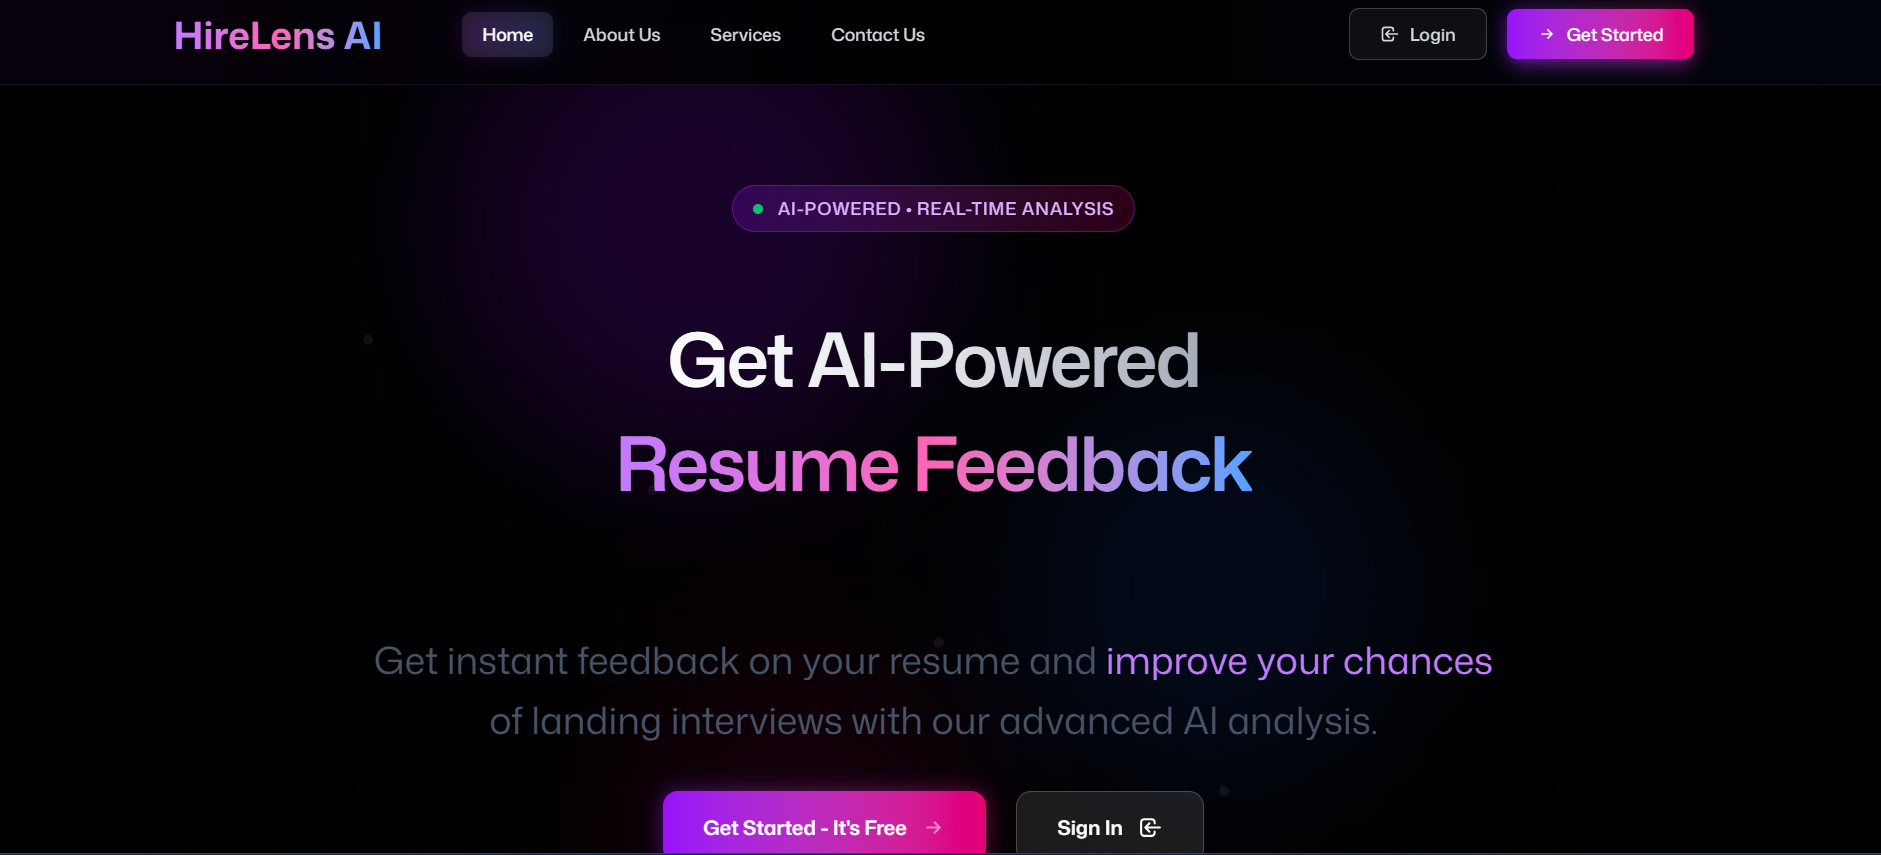 HireLens AI
Home
About Us
Services
Contact Us
Login
Get Started
AI-POWERED • REAL-TIME ANALYSIS
Get AI-Powered
Resume Feedback
Get instant feedback on your resume and improve your chances
of landing interviews with our advanced AI analysis.
Get Started - It's Free
Sign In